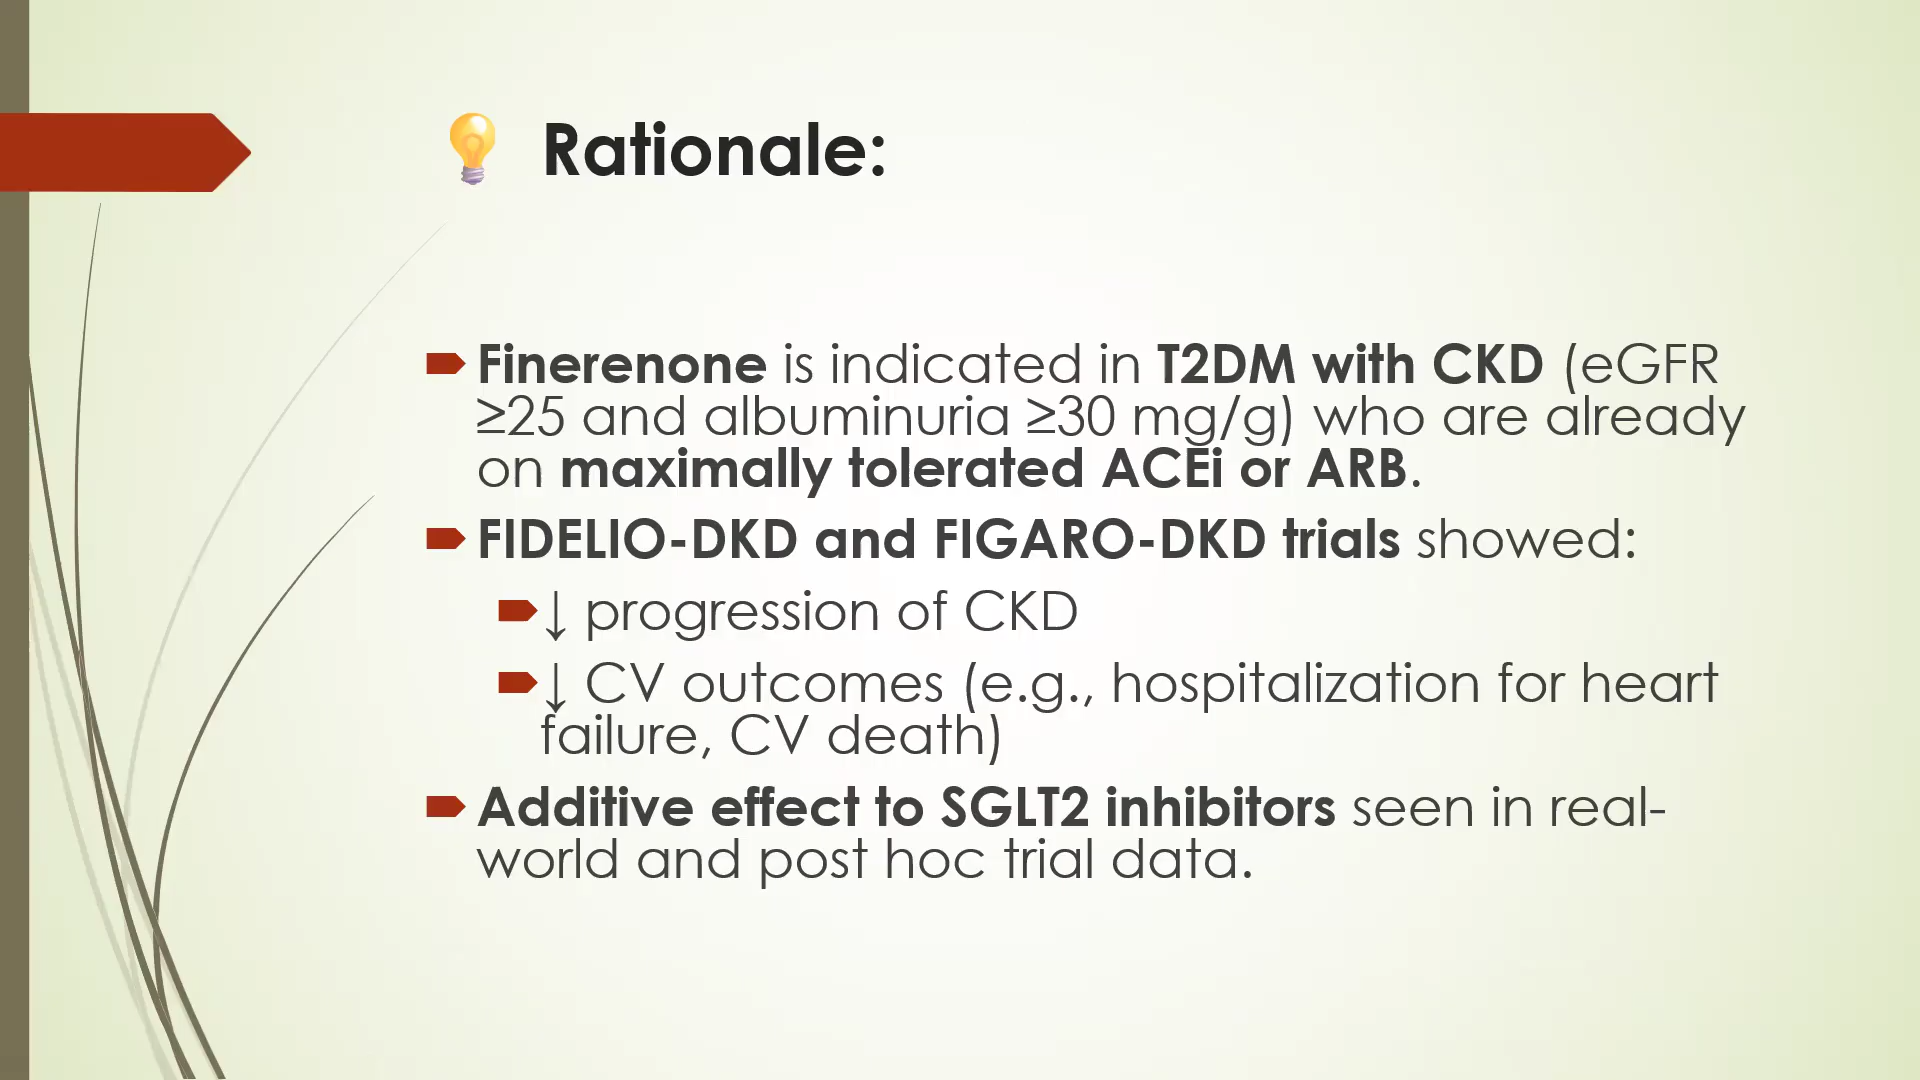 💡 Rationale:
Finerenone is indicated in T2DM with CKD (eGFR
≥25 and albuminuria ≥30 mg/g) who are already
on maximally tolerated ACEi or ARB.
FIDELIO-DKD and FIGARO-DKD trials showed:
↓ progression of CKD
↓ CV outcomes (e.g., hospitalization for heart
failure, CV death)
Additive effect to SGLT2 inhibitors seen in real-
world and post hoc trial data.